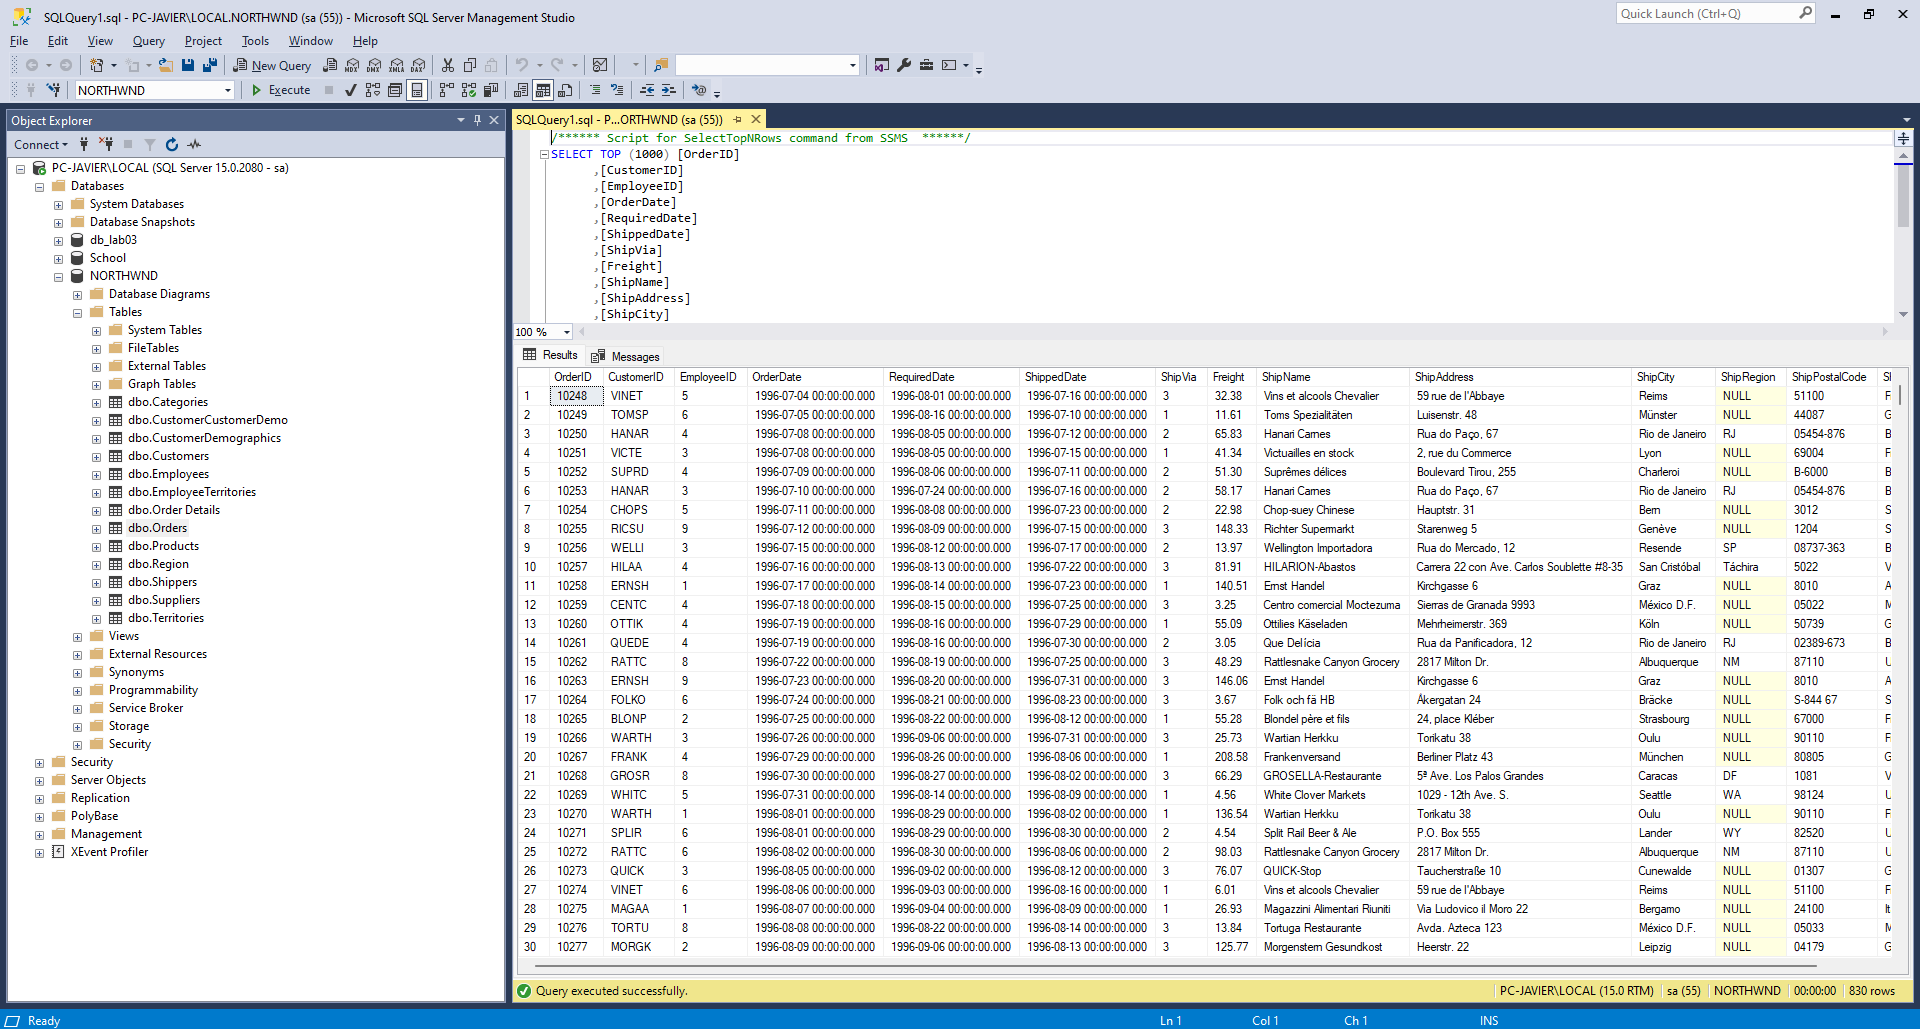 SQLQuery1.sql - PC-JAVIER\LOCAL.NORTHWND (sa (55)) - Microsoft SQL Server Management Studio
Quick Launch (Ctrl+Q)
File Edit View Query Project Tools Window Help
New Query MDX DMX XMLA DAX
NORTHWND Execute
Object Explorer
Connect
PC-JAVIER\LOCAL (SQL Server 15.0.2080 - sa)
Databases
System Databases
Database Snapshots
db_lab03
School
NORTHWND
Database Diagrams
Tables
System Tables
FileTables
External Tables
Graph Tables
dbo.Categories
dbo.CustomerCustomerDemo
dbo.CustomerDemographics
dbo.Customers
dbo.Employees
dbo.EmployeeTerritories
dbo.Order Details
dbo.Orders
dbo.Products
dbo.Region
dbo.Shippers
dbo.Suppliers
dbo.Territories
Views
External Resources
Synonyms
Programmability
Service Broker
Storage
Security
Security
Server Objects
Replication
PolyBase
Management
XEvent Profiler
SQLQuery1.sql - P...ORTHWND (sa (55))
/****** Script for SelectTopNRows command from SSMS  ******/
SELECT TOP (1000) [OrderID]
,[CustomerID]
,[EmployeeID]
,[OrderDate]
,[RequiredDate]
,[ShippedDate]
,[ShipVia]
,[Freight]
,[ShipName]
,[ShipAddress]
,[ShipCity]
100 %
Results Messages
OrderID CustomerID EmployeeID OrderDate RequiredDate ShippedDate ShipVia Freight ShipName ShipAddress ShipCity ShipRegion ShipPostalCode
1 10248 VINET 5 1996-07-04 00:00:00.000 1996-08-01 00:00:00.000 1996-07-16 00:00:00.000 3 32.38 Vins et alcools Chevalier 59 rue de l'Abbaye Reims NULL 51100
2 10249 TOMSP 6 1996-07-05 00:00:00.000 1996-08-16 00:00:00.000 1996-07-10 00:00:00.000 1 11.61 Toms Spezialitäten Luisenstr. 48 Münster NULL 44087
3 10250 HANAR 4 1996-07-08 00:00:00.000 1996-08-05 00:00:00.000 1996-07-12 00:00:00.000 2 65.83 Hanari Carnes Rua do Paço, 67 Rio de Janeiro RJ 05454-876
4 10251 VICTE 3 1996-07-08 00:00:00.000 1996-08-05 00:00:00.000 1996-07-15 00:00:00.000 1 41.34 Victuailles en stock 2, rue du Commerce Lyon NULL 69004
5 10252 SUPRD 4 1996-07-09 00:00:00.000 1996-08-06 00:00:00.000 1996-07-11 00:00:00.000 2 51.30 Suprêmes délices Boulevard Tirou, 255 Charleroi NULL B-6000
6 10253 HANAR 3 1996-07-10 00:00:00.000 1996-07-24 00:00:00.000 1996-07-16 00:00:00.000 2 58.17 Hanari Carnes Rua do Paço, 67 Rio de Janeiro RJ 05454-876
7 10254 CHOPS 5 1996-07-11 00:00:00.000 1996-08-08 00:00:00.000 1996-07-23 00:00:00.000 2 22.98 Chop-suey Chinese Hauptstr. 31 Bern NULL 3012
8 10255 RICSU 9 1996-07-12 00:00:00.000 1996-08-09 00:00:00.000 1996-07-15 00:00:00.000 3 148.33 Richter Supermarkt Starenweg 5 Genève NULL 1204
9 10256 WELLI 3 1996-07-15 00:00:00.000 1996-08-12 00:00:00.000 1996-07-17 00:00:00.000 2 13.97 Wellington Importadora Rua do Mercado, 12 Resende SP 08737-363
10 10257 HILAA 4 1996-07-16 00:00:00.000 1996-08-13 00:00:00.000 1996-07-22 00:00:00.000 3 81.91 HILARION-Abastos Carrera 22 con Ave. Carlos Soublette #8-35 San Cristóbal Táchira 5022
11 10258 ERNSH 1 1996-07-17 00:00:00.000 1996-08-14 00:00:00.000 1996-07-23 00:00:00.000 1 140.51 Ernst Handel Kirchgasse 6 Graz NULL 8010
12 10259 CENTC 4 1996-07-18 00:00:00.000 1996-08-15 00:00:00.000 1996-07-25 00:00:00.000 3 3.25 Centro comercial Moctezuma Sierras de Granada 9993 México D.F. NULL 05022
13 10260 OTTIK 4 1996-07-19 00:00:00.000 1996-08-16 00:00:00.000 1996-07-29 00:00:00.000 1 55.09 Ottilies Käseladen Mehrheimerstr. 369 Köln NULL 50739
14 10261 QUEDE 4 1996-07-19 00:00:00.000 1996-08-16 00:00:00.000 1996-07-30 00:00:00.000 2 3.05 Que Delícia Rua da Panificadora, 12 Rio de Janeiro RJ 02389-673
15 10262 RATTC 8 1996-07-22 00:00:00.000 1996-08-19 00:00:00.000 1996-07-25 00:00:00.000 3 48.29 Rattlesnake Canyon Grocery 2817 Milton Dr. Albuquerque NM 87110
16 10263 ERNSH 9 1996-07-23 00:00:00.000 1996-08-20 00:00:00.000 1996-07-31 00:00:00.000 3 146.06 Ernst Handel Kirchgasse 6 Graz NULL 8010
17 10264 FOLKO 6 1996-07-24 00:00:00.000 1996-08-21 00:00:00.000 1996-08-23 00:00:00.000 3 3.67 Folk och fä HB Åkergatan 24 Bräcke NULL S-844 67
18 10265 BLONP 2 1996-07-25 00:00:00.000 1996-08-22 00:00:00.000 1996-08-12 00:00:00.000 1 55.28 Blondel père et fils 24, place Kléber Strasbourg NULL 67000
19 10266 WARTH 3 1996-07-26 00:00:00.000 1996-09-06 00:00:00.000 1996-07-31 00:00:00.000 3 25.73 Wartian Herkku Torikatu 38 Oulu NULL 90110
20 10267 FRANK 4 1996-07-29 00:00:00.000 1996-08-26 00:00:00.000 1996-08-06 00:00:00.000 1 208.58 Frankenversand Berliner Platz 43 München NULL 80805
21 10268 GROSR 8 1996-07-30 00:00:00.000 1996-08-27 00:00:00.000 1996-08-02 00:00:00.000 3 66.29 GROSELLA-Restaurante 5ª Ave. Los Palos Grandes Caracas DF 1081
22 10269 WHITC 5 1996-07-31 00:00:00.000 1996-08-14 00:00:00.000 1996-08-09 00:00:00.000 1 4.56 White Clover Markets 1029 - 12th Ave. S. Seattle WA 98124
23 10270 WARTH 1 1996-08-01 00:00:00.000 1996-08-29 00:00:00.000 1996-08-02 00:00:00.000 1 136.54 Wartian Herkku Torikatu 38 Oulu NULL 90110
24 10271 SPLIR 6 1996-08-01 00:00:00.000 1996-08-29 00:00:00.000 1996-08-30 00:00:00.000 2 4.54 Split Rail Beer & Ale P.O. Box 555 Lander WY 82520
25 10272 RATTC 6 1996-08-02 00:00:00.000 1996-08-30 00:00:00.000 1996-08-06 00:00:00.000 2 98.03 Rattlesnake Canyon Grocery 2817 Milton Dr. Albuquerque NM 87110
26 10273 QUICK 3 1996-08-05 00:00:00.000 1996-09-02 00:00:00.000 1996-08-12 00:00:00.000 3 76.07 QUICK-Stop Taucherstraße 10 Cunewalde NULL 01307
27 10274 VINET 6 1996-08-06 00:00:00.000 1996-09-03 00:00:00.000 1996-08-16 00:00:00.000 1 6.01 Vins et alcools Chevalier 59 rue de l'Abbaye Reims NULL 51100
28 10275 MAGAA 1 1996-08-07 00:00:00.000 1996-09-04 00:00:00.000 1996-08-09 00:00:00.000 1 26.93 Magazzini Alimentari Riuniti Via Ludovico il Moro 22 Bergamo NULL 24100
29 10276 TORTU 8 1996-08-08 00:00:00.000 1996-08-22 00:00:00.000 1996-08-14 00:00:00.000 3 13.84 Tortuga Restaurante Avda. Azteca 123 México D.F. NULL 05033
30 10277 MORGK 2 1996-08-09 00:00:00.000 1996-09-06 00:00:00.000 1996-08-13 00:00:00.000 3 125.77 Morgenstern Gesundkost Heerstr. 22 Leipzig NULL 04179
Query executed successfully. PC-JAVIER\LOCAL (15.0 RTM) sa (55) NORTHWND 00:00:00 830 rows
Ready Ln 1 Col 1 Ch 1 INS